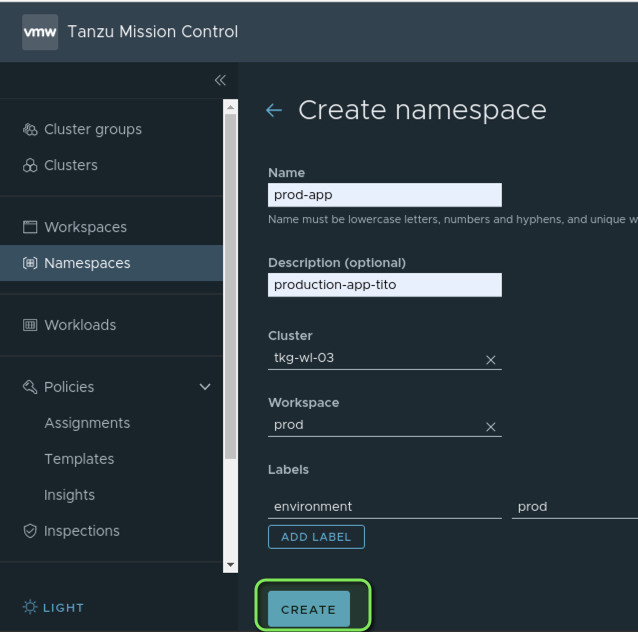 vmw Tanzu Mission Control
Cluster groups
Clusters
Workspaces
Namespaces
Workloads
Policies
Assignments
Templates
Insights
Inspections
LIGHT
Create namespace
Name
prod-app
Name must be lowercase letters, numbers and hyphens, and unique w
Description (optional)
production-app-tito
Cluster
tkg-wl-03
Workspace
prod
Labels
environment prod
ADD LABEL
CREATE